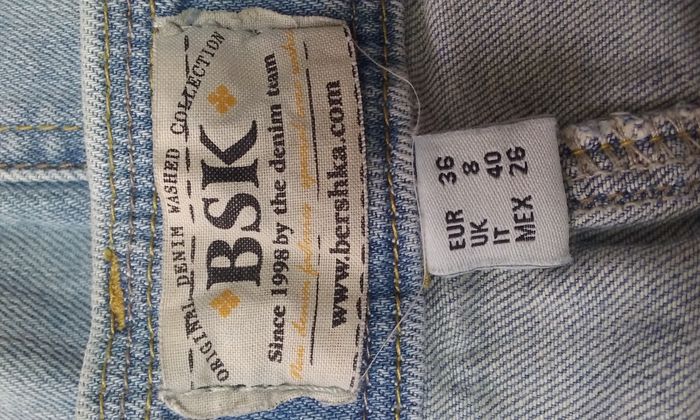 ORIGINAL DENIM WASHED COLLECTION
BSK
Since 1998 by the denim team
www.bershka.com
EUR 36
UK 8
IT 40
MEX 26